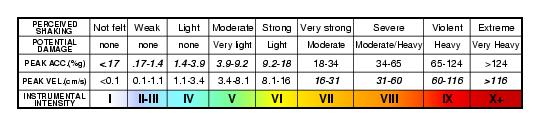 PERCEIVED SHAKING Not felt Weak Light Moderate Strong Very strong Severe Violent Extreme
POTENTIAL DAMAGE none none none Very light Light Moderate Moderate/Heavy Heavy Very Heavy
PEAK ACC.(%g) <.17 .17-1.4 1.4-3.9 3.9-9.2 9.2-18 18-34 34-65 65-124 >124
PEAK VEL.(cm/s) <0.1 0.1-1.1 1.1-3.4 3.4-8.1 8.1-16 16-31 31-60 60-116 >116
INSTRUMENTAL INTENSITY I II-III IV V VI VII VIII IX X+